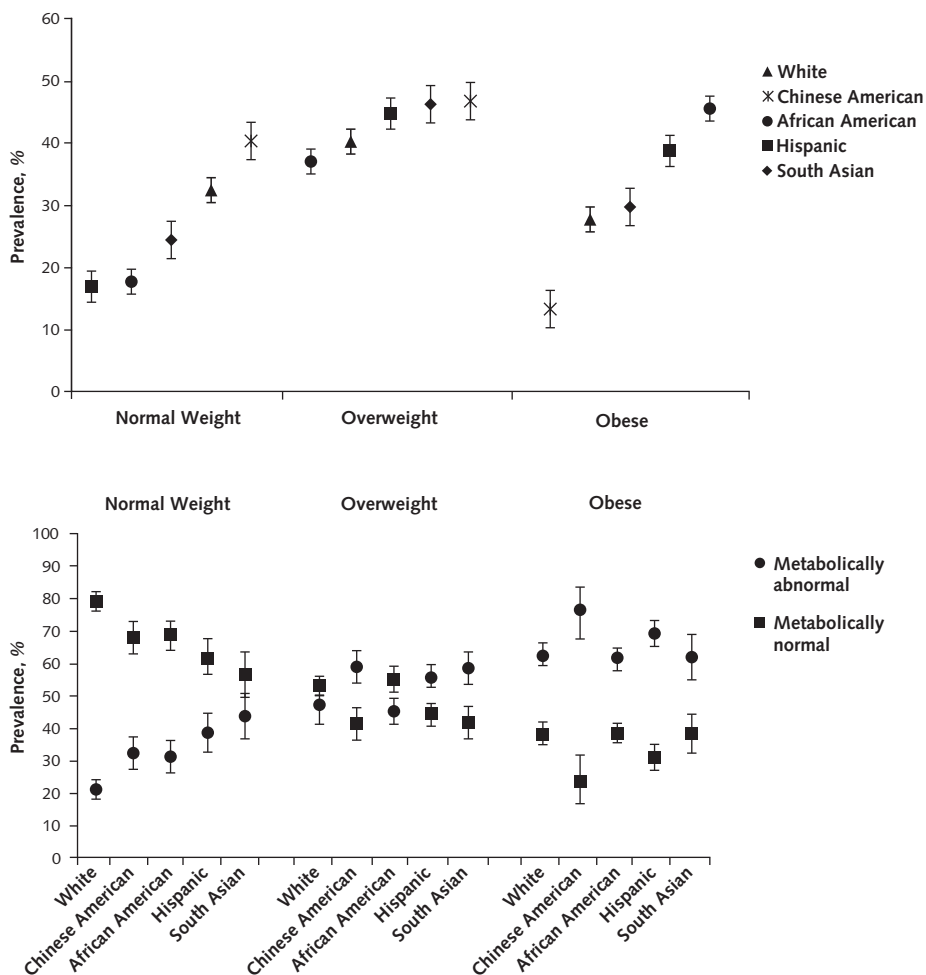 60
50
40
30
20
10
0
Prevalence, %
Normal Weight
Overweight
Obese
White
Chinese American
African American
Hispanic
South Asian
Normal Weight
Overweight
Obese
100
90
80
70
60
50
40
30
20
10
0
Prevalence, %
Metabolically
abnormal
Metabolically
normal
White
Chinese American
African American
Hispanic
South Asian
White
Chinese American
African American
Hispanic
South Asian
White
Chinese American
African American
Hispanic
South Asian